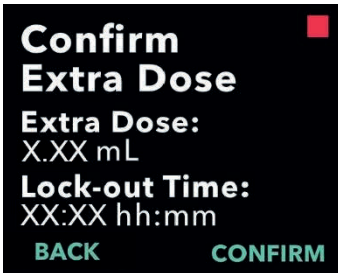 Confirm
Extra Dose
Extra Dose:
X.XX mL
Lock-out Time:
XX:XX hh:mm
BACK CONFIRM